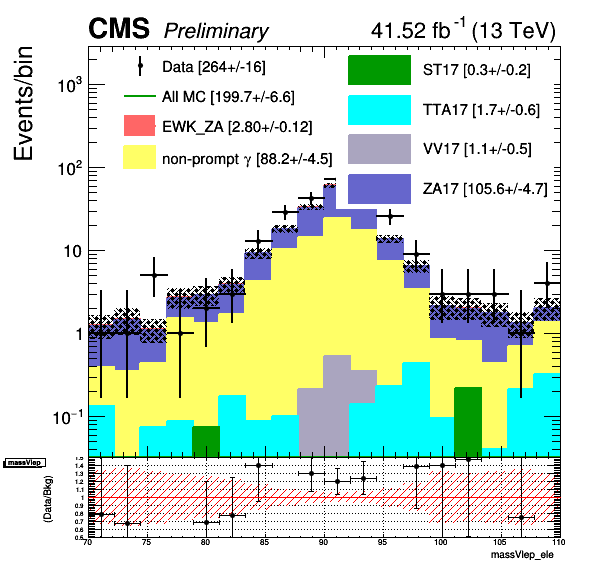 CMS Preliminary 41.52 fb⁻¹ (13 TeV)
Events/bin
10³
10²
10
1
10⁻¹
Data [264+/-16]
All MC [199.7+/-6.6]
EWK_ZA [2.80+/-0.12]
non-prompt γ [88.2+/-4.5]
ST17 [0.3+/-0.2]
TTA17 [1.7+/-0.6]
VV17 [1.1+/-0.5]
ZA17 [105.6+/-4.7]
massVlep
(Data/Bkg)
1.5
1.4
1.3
1.2
1.1
1
0.9
0.8
0.7
0.6
0.5
70 75 80 85 90 95 100 105 110
massVlep_ele